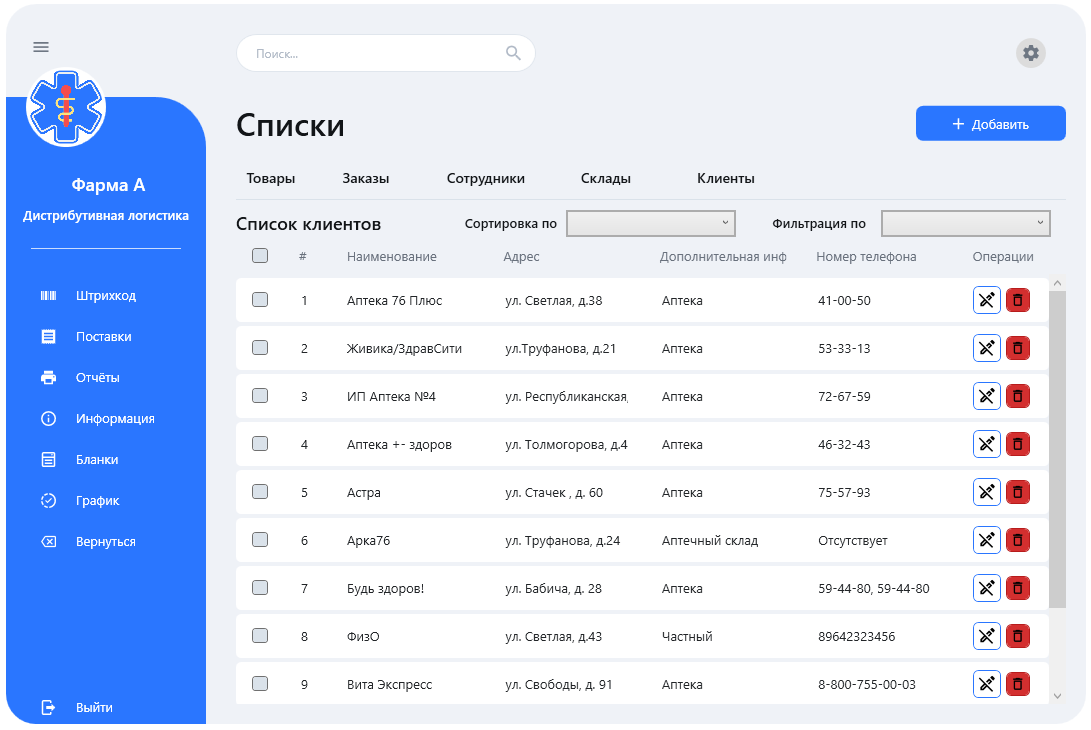 Поиск...
Списки
+ Добавить
Фарма А
Дистрибутивная логистика
Штрихкод
Поставки
Отчёты
Информация
Бланки
График
Вернуться
Выйти
Товары Заказы Сотрудники Склады Клиенты
Список клиентов Сортировка по Фильтрация по
# Наименование Адрес Дополнительная инф Номер телефона Операции
1 Аптека 76 Плюс ул. Светлая, д.38 Аптека 41-00-50
2 Живика/ЗдравСити ул.Труфанова, д.21 Аптека 53-33-13
3 ИП Аптека №4 ул. Республиканская, Аптека 72-67-59
4 Аптека +- здоров ул. Толмогорова, д.4 Аптека 46-32-43
5 Астра ул. Стачек , д. 60 Аптека 75-57-93
6 Арка76 ул. Труфанова, д.24 Аптечный склад Отсутствует
7 Будь здоров! ул. Бабича, д. 28 Аптека 59-44-80, 59-44-80
8 ФизО ул. Светлая, д.43 Частный 89642323456
9 Вита Экспресс ул. Свободы, д. 91 Аптека 8-800-755-00-03